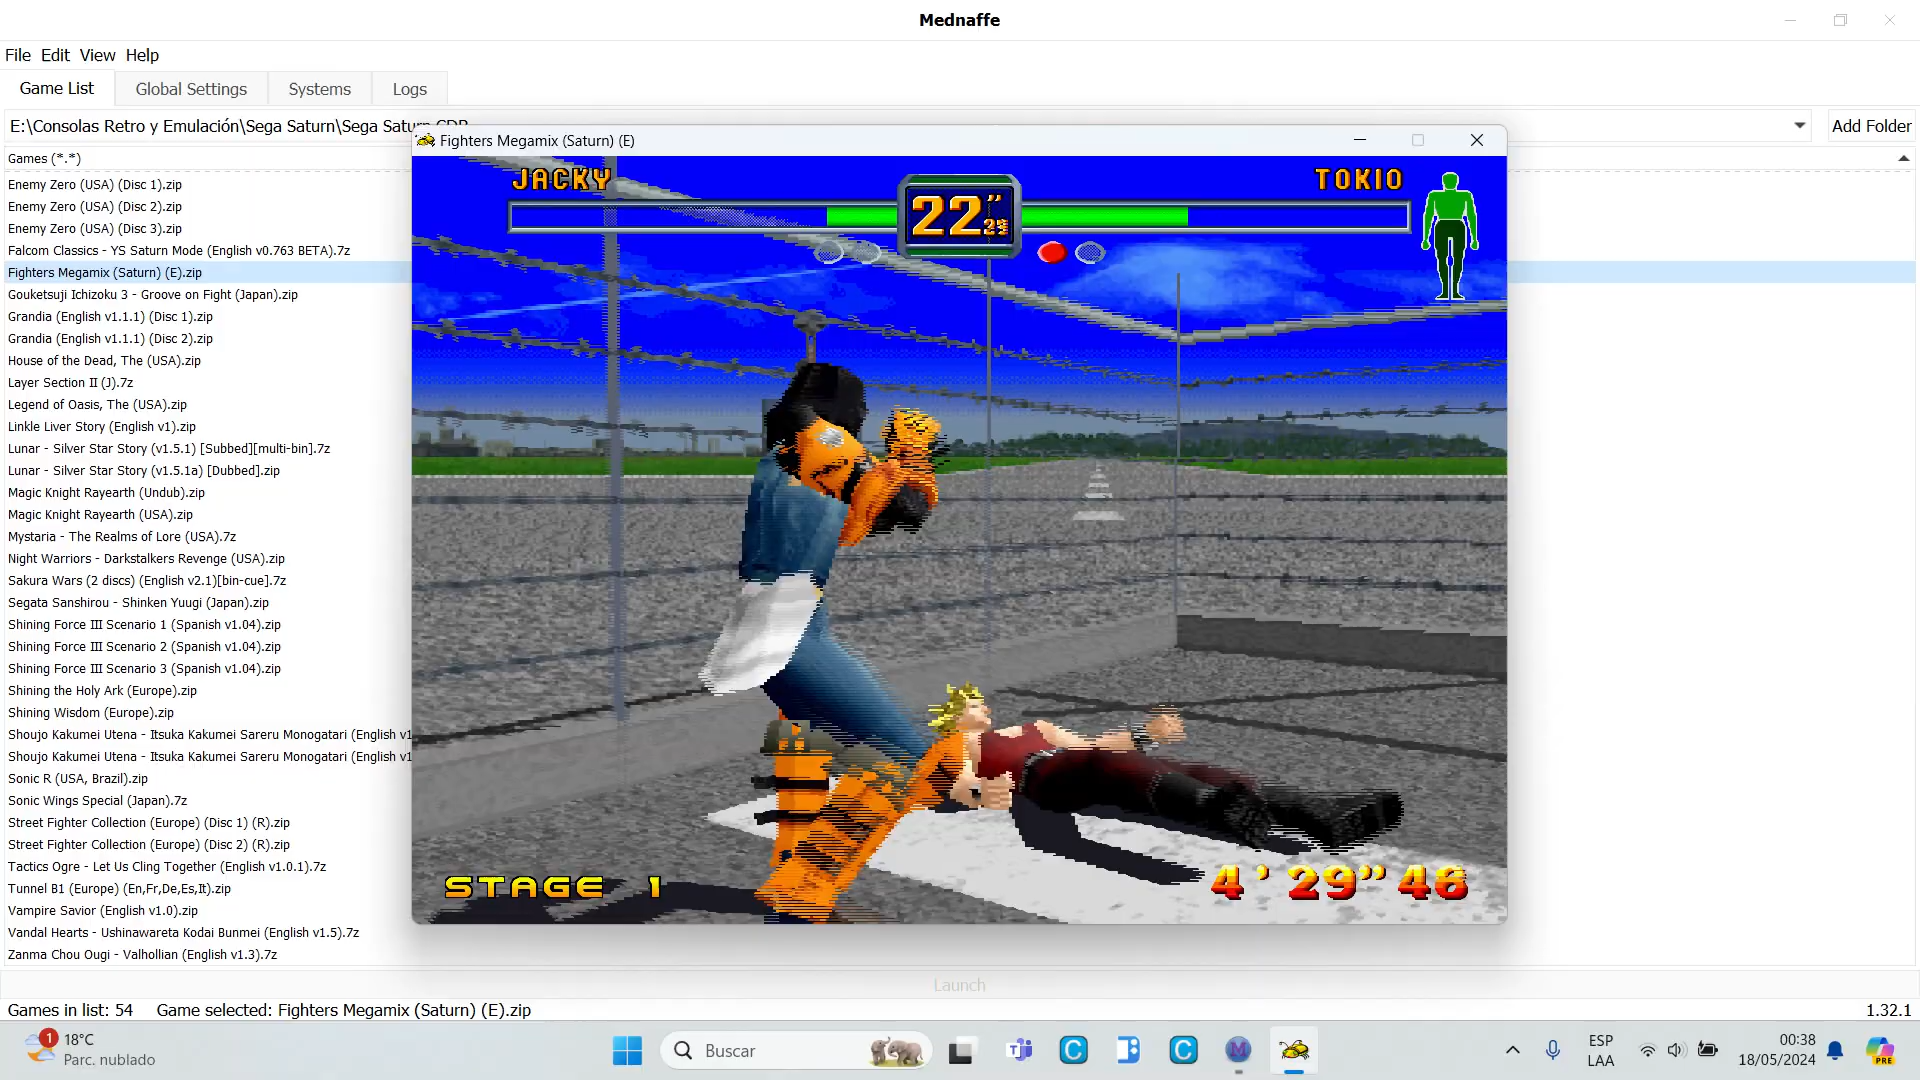 Mednaffe
File Edit View Help
Game List Global Settings Systems Logs
E:\Consolas Retro y Emulación\Sega Saturn\Sega Saturn CDR
Add Folder
Games (*.*)
Enemy Zero (USA) (Disc 1).zip
Enemy Zero (USA) (Disc 2).zip
Enemy Zero (USA) (Disc 3).zip
Falcom Classics - YS Saturn Mode (English v0.763 BETA).7z
Fighters Megamix (Saturn) (E).zip
Gouketsuji Ichizoku 3 - Groove on Fight (Japan).zip
Grandia (English v1.1.1) (Disc 1).zip
Grandia (English v1.1.1) (Disc 2).zip
House of the Dead, The (USA).zip
Layer Section II (J).7z
Legend of Oasis, The (USA).zip
Linkle Liver Story (English v1).zip
Lunar - Silver Star Story (v1.5.1) [Subbed][multi-bin].7z
Lunar - Silver Star Story (v1.5.1a) [Dubbed].zip
Magic Knight Rayearth (Undub).zip
Magic Knight Rayearth (USA).zip
Mystaria - The Realms of Lore (USA).7z
Night Warriors - Darkstalkers Revenge (USA).zip
Sakura Wars (2 discs) (English v2.1)[bin-cue].7z
Segata Sanshirou - Shinken Yuugi (Japan).zip
Shining Force III Scenario 1 (Spanish v1.04).zip
Shining Force III Scenario 2 (Spanish v1.04).zip
Shining Force III Scenario 3 (Spanish v1.04).zip
Shining the Holy Ark (Europe).zip
Shining Wisdom (Europe).zip
Shoujo Kakumei Utena - Itsuka Kakumei Sareru Monogatari (English v1
Shoujo Kakumei Utena - Itsuka Kakumei Sareru Monogatari (English v1
Sonic R (USA, Brazil).zip
Sonic Wings Special (Japan).7z
Street Fighter Collection (Europe) (Disc 1) (R).zip
Street Fighter Collection (Europe) (Disc 2) (R).zip
Tactics Ogre - Let Us Cling Together (English v1.0.1).7z
Tunnel B1 (Europe) (En,Fr,De,Es,It).zip
Vampire Savior (English v1.0).zip
Vandal Hearts - Ushinawareta Kodai Bunmei (English v1.5).7z
Zanma Chou Ougi - Valhollian (English v1.3).7z
Fighters Megamix (Saturn) (E)
JACKY
22"29
TOKIO
STAGE 1
4'29"46
Launch
Games in list: 54 Game selected: Fighters Megamix (Saturn) (E).zip
1.32.1
1
18°C
Parc. nublado
Buscar
ESP
LAA
00:38
18/05/2024
PRE